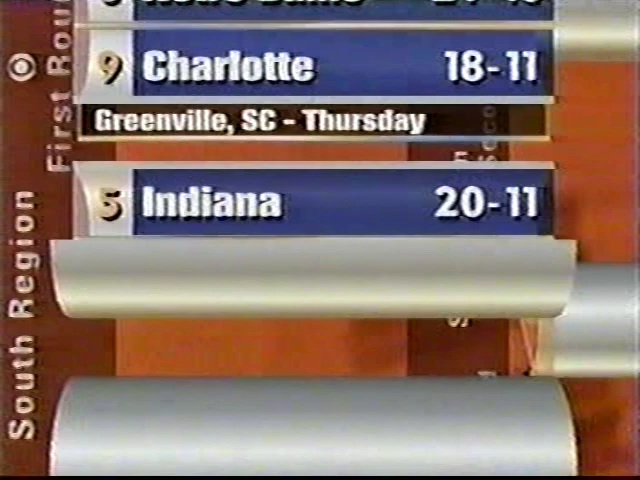 9 Charlotte 18-11
Greenville, SC - Thursday
5 Indiana 20-11
First Rou
South Region